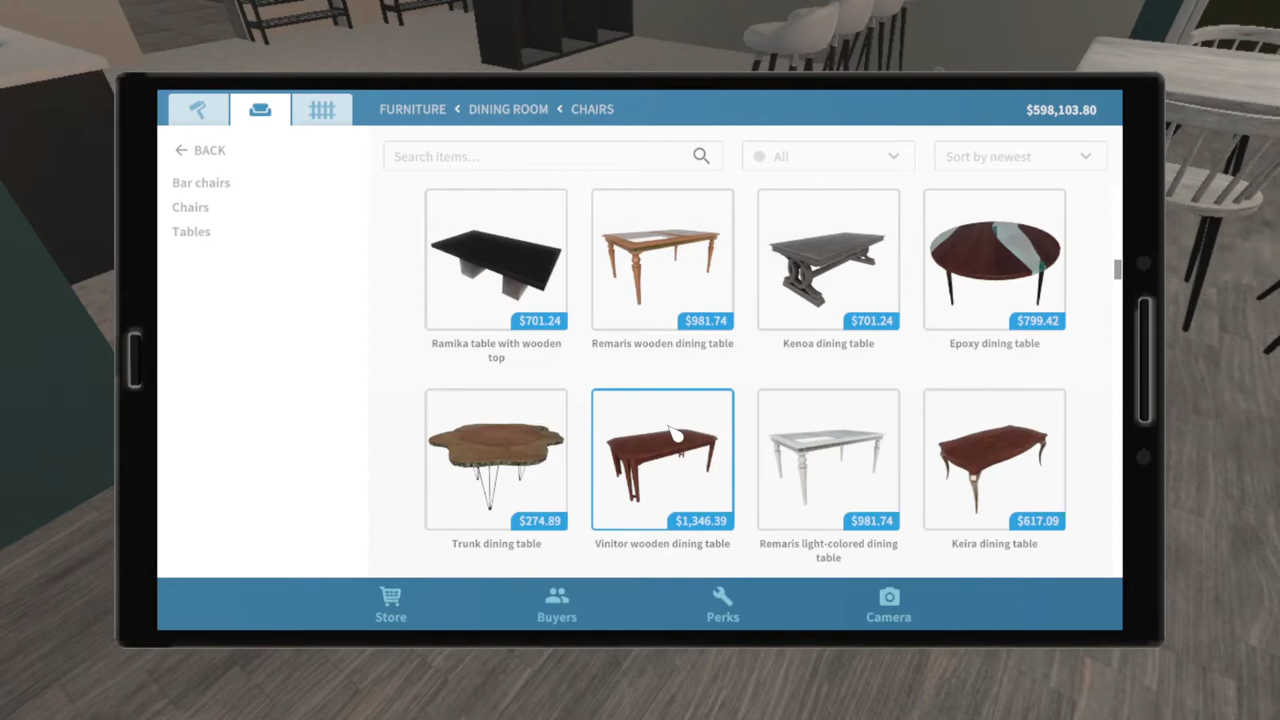 FURNITURE < DINING ROOM < CHAIRS
$598,103.80
BACK
Bar chairs
Chairs
Tables
Search items...
All
Sort by newest
$701.24
$981.74
$701.24
$799.42
Ramika table with wooden
top
Remaris wooden dining table
Kenoa dining table
Epoxy dining table
$274.89
$1,346.39
$981.74
$617.09
Trunk dining table
Vinitor wooden dining table
Remaris light-colored dining
table
Keira dining table
Store
Buyers
Perks
Camera